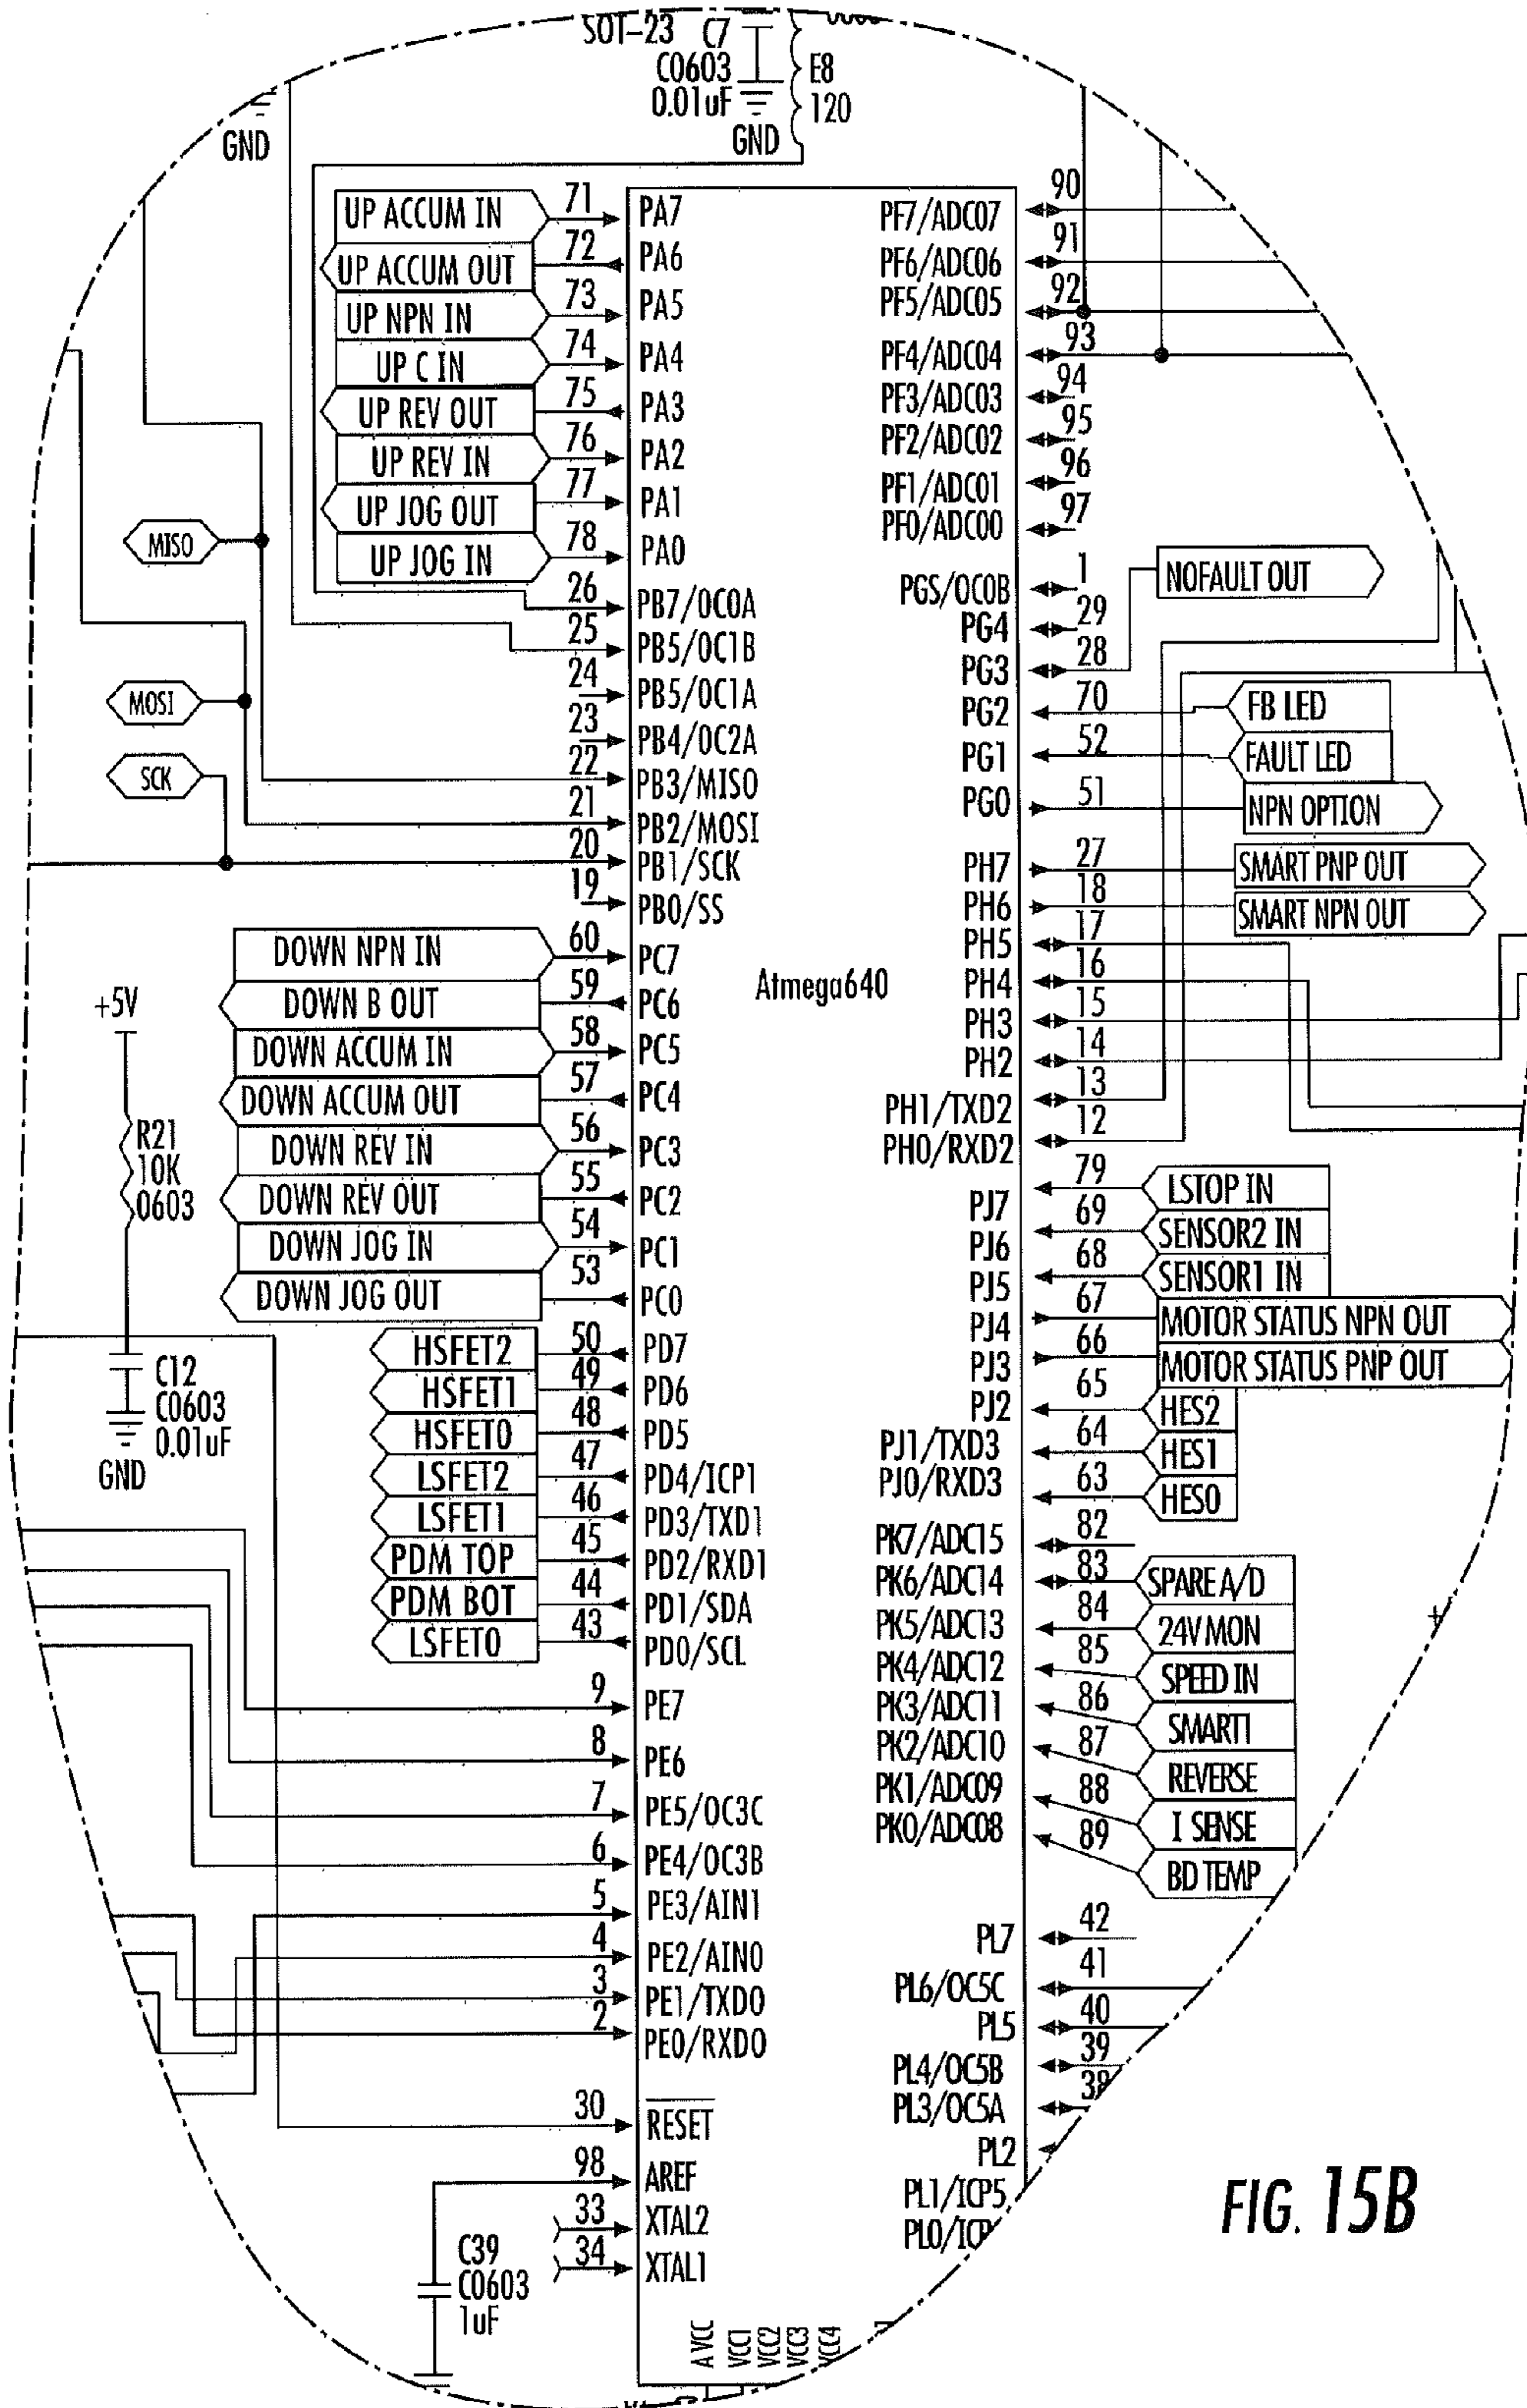 SOT-23 C7
C0603
0.01uF
GND
E8
120
GND
UP ACCUM IN 71 PA7
UP ACCUM OUT 72 PA6
UP NPN IN 73 PA5
UP C IN 74 PA4
UP REV OUT 75 PA3
UP REV IN 76 PA2
UP JOG OUT 77 PA1
UP JOG IN 78 PA0
26 PB7/OC0A
25 PB5/OC1B
24 PB5/OC1A
23 PB4/OC2A
MISO 22 PB3/MISO
MOSI 21 PB2/MOSI
SCK 20 PB1/SCK
19 PB0/SS
DOWN NPN IN 60 PC7
DOWN B OUT 59 PC6
DOWN ACCUM IN 58 PC5
DOWN ACCUM OUT 57 PC4
DOWN REV IN 56 PC3
DOWN REV OUT 55 PC2
DOWN JOG IN 54 PC1
DOWN JOG OUT 53 PC0
+5V
R21
10K
0603
C12
C0603
0.01uF
GND
HSFET2 50 PD7
HSFET1 49 PD6
HSFET0 48 PD5
LSFET2 47 PD4/ICP1
LSFET1 46 PD3/TXD1
PDM TOP 45 PD2/RXD1
PDM BOT 44 PD1/SDA
LSFET0 43 PD0/SCL
9 PE7
8 PE6
7 PE5/OC3C
6 PE4/OC3B
5 PE3/AIN1
4 PE2/AIN0
3 PE1/TXD0
2 PE0/RXD0
30 RESET
98 AREF
33 XTAL2
34 XTAL1
C39
C0603
1uF
Atmega640
PF7/ADC07 90
PF6/ADC06 91
PF5/ADC05 92
PF4/ADC04 93
PF3/ADC03 94
PF2/ADC02 95
PF1/ADC01 96
PF0/ADC00 97
PGS/OC0B 1
PG4 29
PG3 28 NOFAULT OUT
PG2 70 FB LED
PG1 52 FAULT LED
PG0 51 NPN OPTION
PH7 27 SMART PNP OUT
PH6 18 SMART NPN OUT
PH5 17
PH4 16
PH3 15
PH2 14
PH1/TXD2 13
PH0/RXD2 12
PJ7 79 LSTOP IN
PJ6 69 SENSOR2 IN
PJ5 68 SENSOR1 IN
PJ4 67 MOTOR STATUS NPN OUT
PJ3 66 MOTOR STATUS PNP OUT
PJ2 65 HES2
PJ1/TXD3 64 HES1
PJ0/RXD3 63 HES0
PK7/ADC15 82
PK6/ADC14 83 SPARE A/D
PK5/ADC13 84 24V MON
PK4/ADC12 85 SPEED IN
PK3/ADC11 86 SMART1
PK2/ADC10 87 REVERSE
PK1/ADC09 88 I SENSE
PK0/ADC08 89 BD TEMP
+
PL7 42
PL6/OC5C 41
PL5 40
PL4/OC5B 39
PL3/OC5A 38
PL2
PL1/ICP5
PL0/ICP
A VCC
VCC1
VCC2
VCC3
VCC4
FIG. 15B